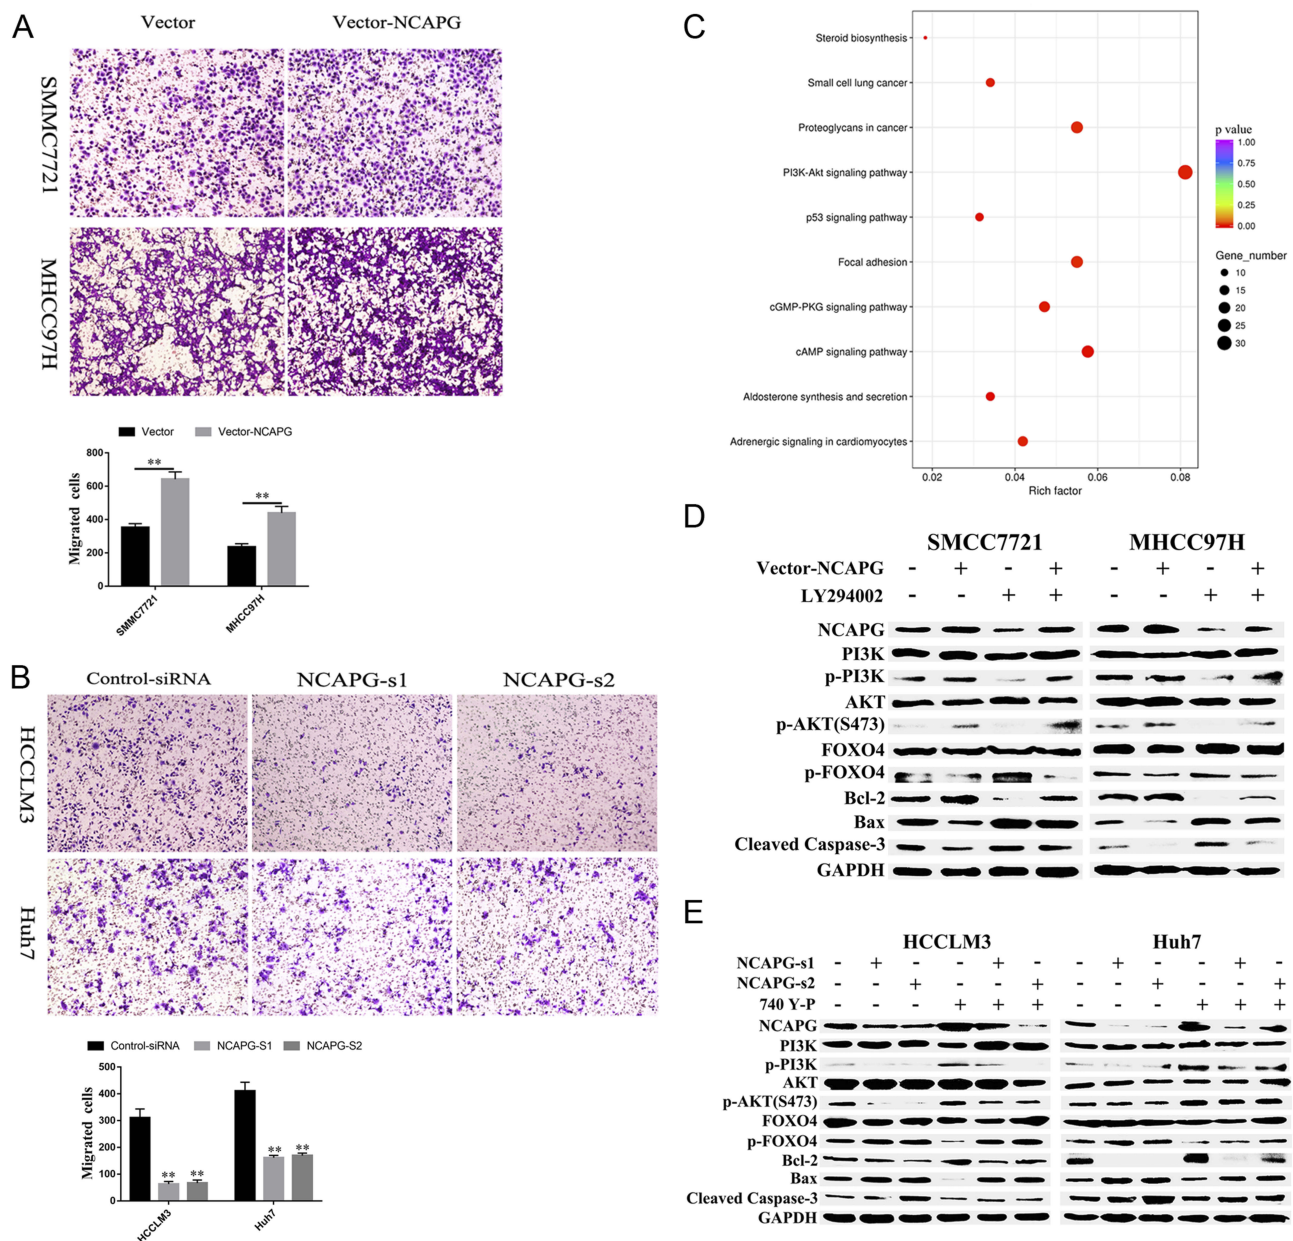 A
Vector
Vector-NCAPG
SMMC7721
MHCC97H
Vector
Vector-NCAPG
Migrated cells
800
600
400
200
0
**
**
SMMC7721
MHCC97H
B
Control-siRNA
NCAPG-s1
NCAPG-s2
HCCLM3
Huh7
Control-siRNA
NCAPG-S1
NCAPG-S2
Migrated cells
500
400
300
200
100
0
** **
** **
HCCLM3
Huh7
C
Steroid biosynthesis
Small cell lung cancer
Proteoglycans in cancer
PI3K-Akt signaling pathway
p53 signaling pathway
Focal adhesion
cGMP-PKG signaling pathway
cAMP signaling pathway
Aldosterone synthesis and secretion
Adrenergic signaling in cardiomyocytes
0.02 0.04 0.06 0.08
Rich factor
p value
1.00
0.75
0.50
0.25
0.00
Gene_number
10
15
20
25
30
D
SMCC7721 MHCC97H
Vector-NCAPG - + - + - + - +
LY294002 - - + + - - + +
NCAPG
PI3K
p-PI3K
AKT
p-AKT(S473)
FOXO4
p-FOXO4
Bcl-2
Bax
Cleaved Caspase-3
GAPDH
E
HCCLM3 Huh7
NCAPG-s1 - + - - + - - + - - + -
NCAPG-s2 - - + - - + - - + - - +
740 Y-P - - - + + + - - - + + +
NCAPG
PI3K
p-PI3K
AKT
p-AKT(S473)
FOXO4
p-FOXO4
Bcl-2
Bax
Cleaved Caspase-3
GAPDH